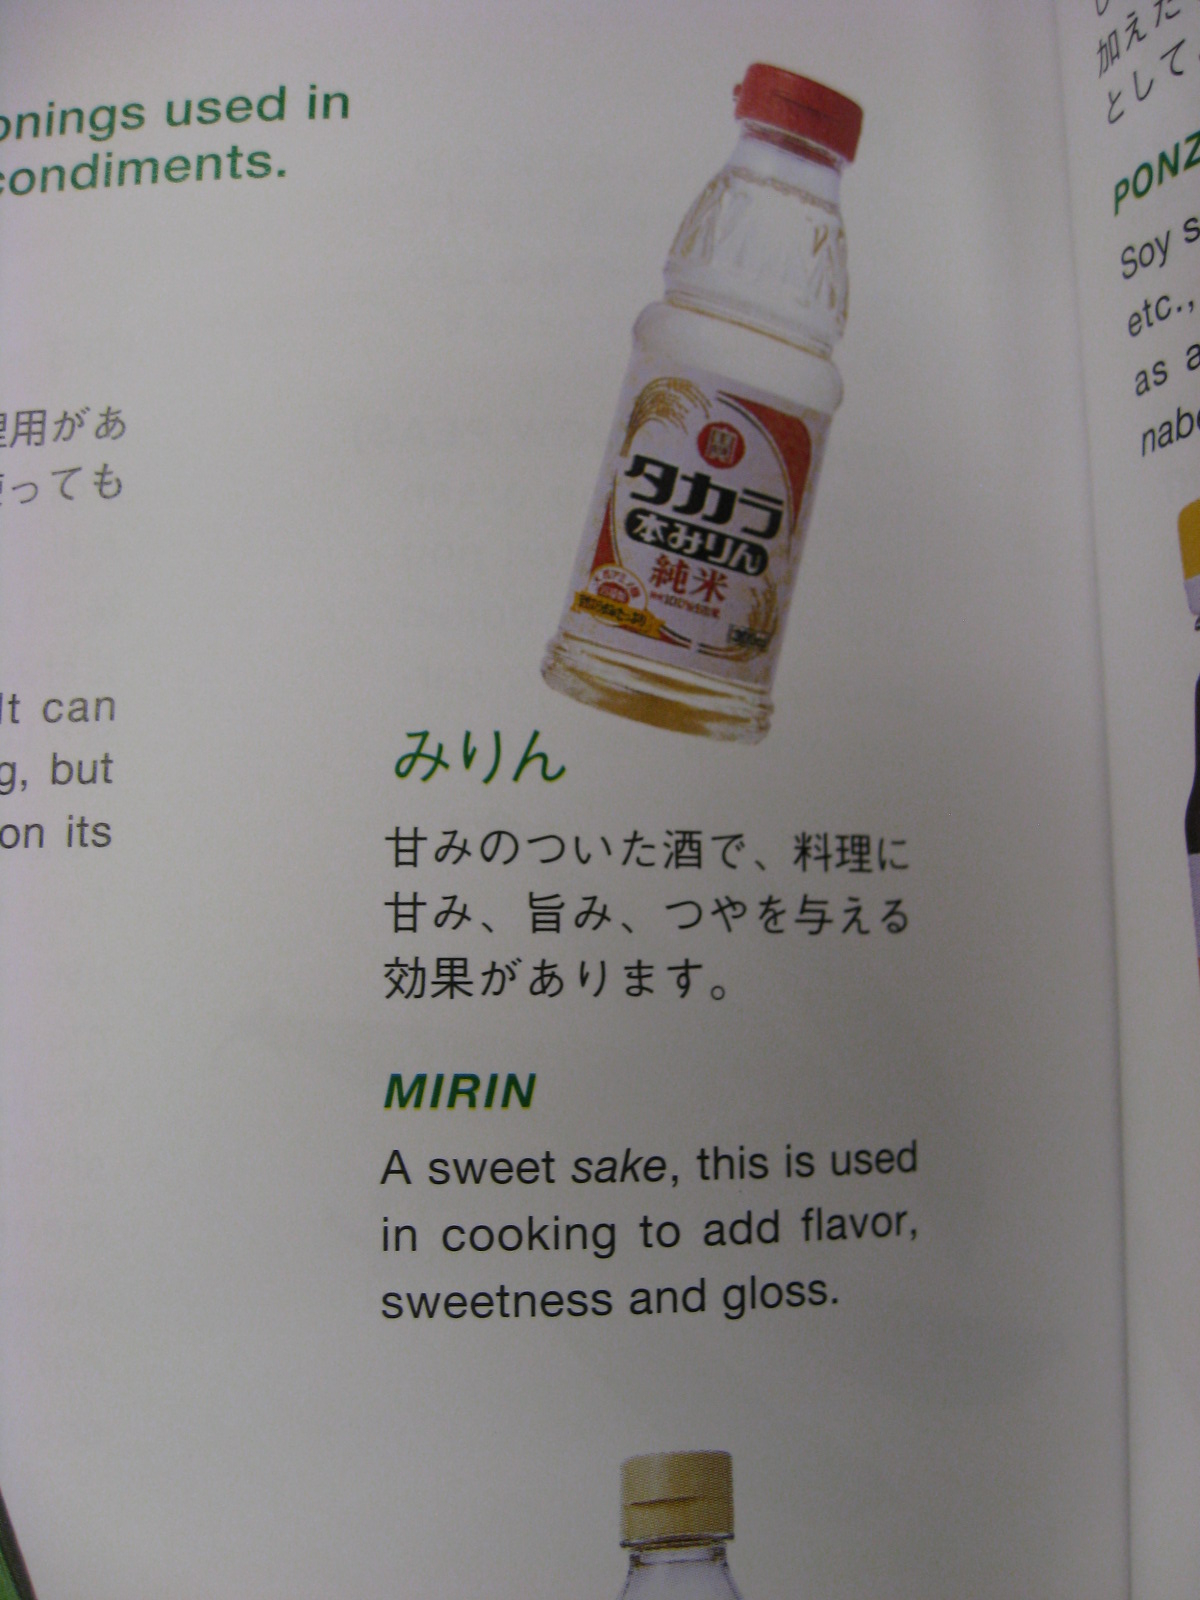 onings used in
condiments.
理用があ
使っても
It can
g, but
on its
タカラ
本みりん
純米
みりん
甘みのついた酒で、料理に
甘み、旨み、つやを与える
効果があります。
MIRIN
A sweet sake, this is used
in cooking to add flavor,
sweetness and gloss.
加えた
として
PONZ
Soy s
etc.,
as a
nabe